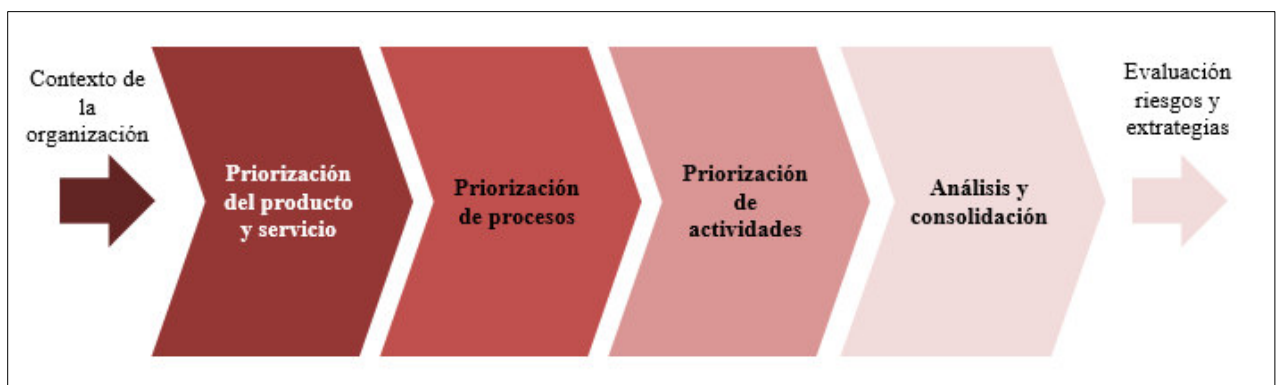 Contexto de
la
organización
Priorización
del producto
y servicio
Priorización
de procesos
Priorización
de
actividades
Análisis y
consolidación
Evaluación
riesgos y
extrategias